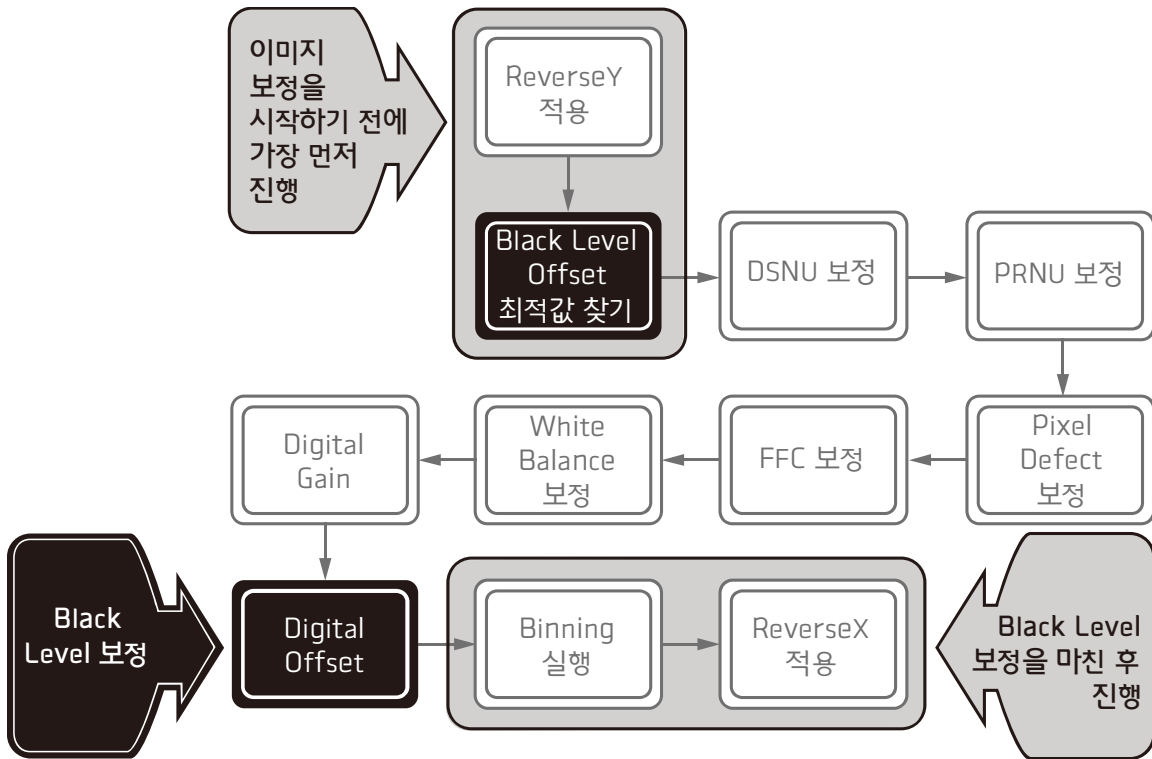 이미지
보정을
시작하기 전에
가장 먼저
진행
ReverseY
적용
Black Level
Offset
최적값 찾기
DSNU 보정
PRNU 보정
Pixel
Defect
보정
FFC 보정
White
Balance
보정
Digital
Gain
Black
Level 보정
Digital
Offset
Binning
실행
ReverseX
적용
Black Level
보정을 마친 후
진행